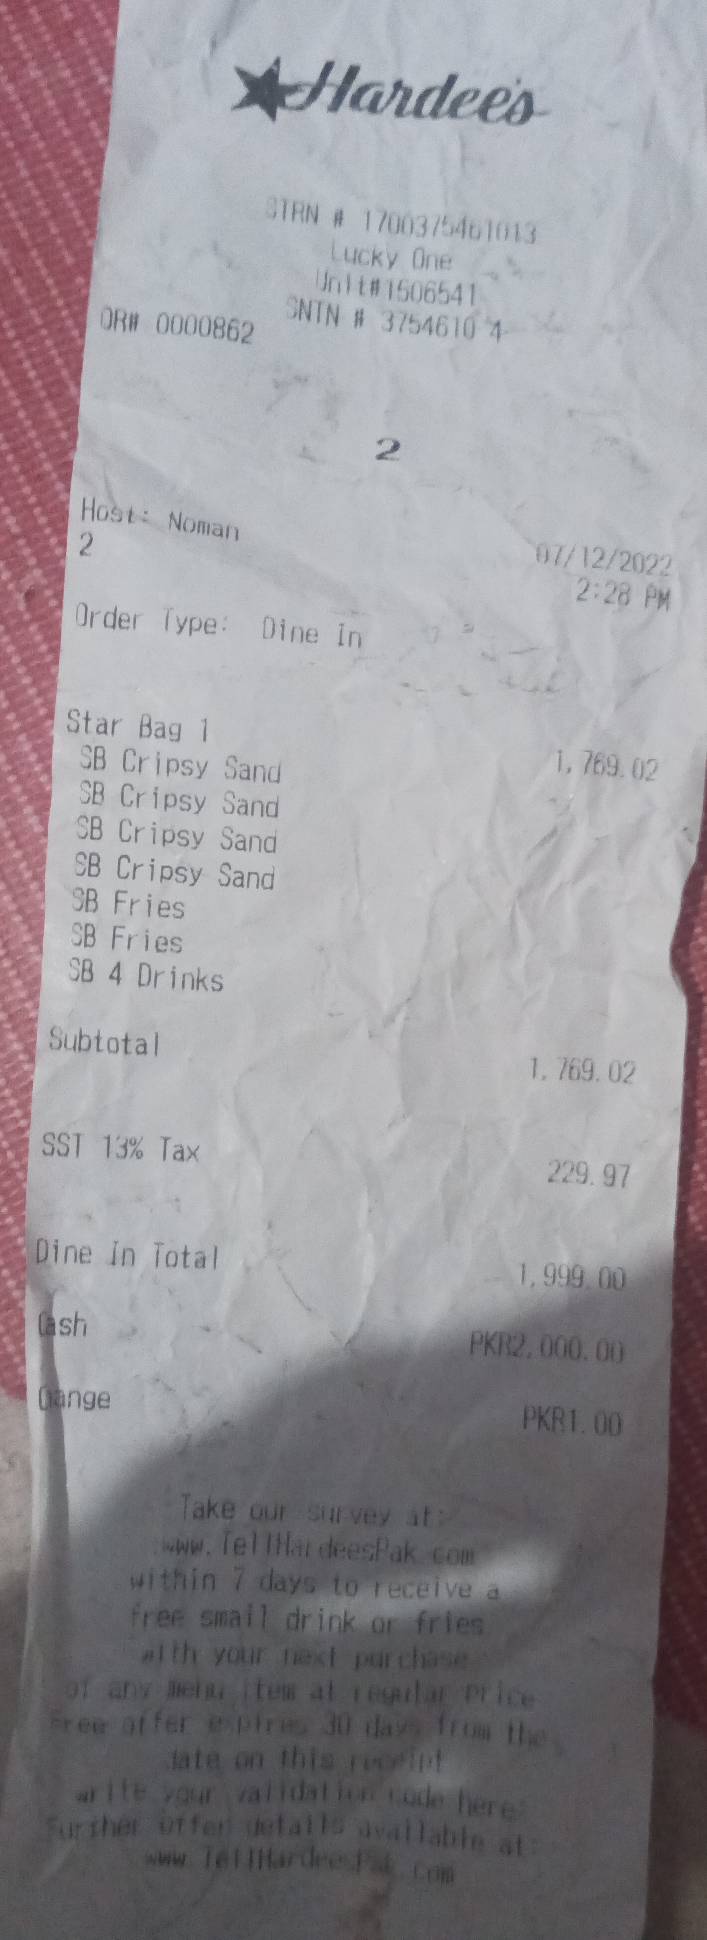 Hardee's
STRN # 1700375461013
Lucky One
Unit#1506541
SNTN # 3754610 4
OR# 0000862
2
Host: Noman
07/12/2022
2
2:28 PM
Order Type: Dine In
Star Bag 1
1,769.02
SB Cripsy Sand
SB Cripsy Sand
SB Cripsy Sand
SB Cripsy Sand
SB Fries
SB Fries
SB 4 Drinks
Subtotal
1,769.02
SST 13% Tax
229.97
Dine In Total
1,999.00
Cash
PKR2,000.00
PKR1.00
Take our survey at:
www.TellHardeesPak.com
within 7 days to receive a
free small drink or fries
with your next purchase
of any menu item at regular Price
Free offer expires 30 days from the
date on this receipt
write your validation code here:
Further offer details available at:
www.TellHardeesPak.com